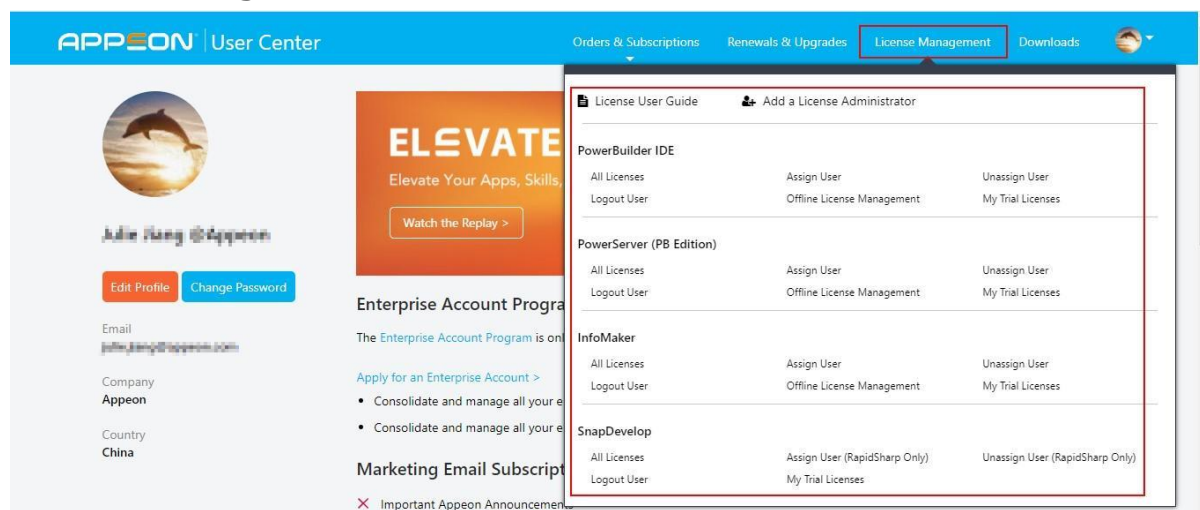 APPEON User Center
Orders & Subscriptions Renewals & Upgrades License Management Downloads
License User Guide Add a License Administrator
PowerBuilder IDE
All Licenses Assign User Unassign User
Logout User Offline License Management My Trial Licenses
PowerServer (PB Edition)
All Licenses Assign User Unassign User
Logout User Offline License Management My Trial Licenses
InfoMaker
All Licenses Assign User Unassign User
Logout User Offline License Management My Trial Licenses
SnapDevelop
All Licenses Assign User (RapidSharp Only) Unassign User (RapidSharp Only)
Logout User My Trial Licenses
Edit Profile Change Password
Email
Company
Appeon
Country
China
ELEVATE
Elevate Your Apps, Skills,
Watch the Replay >
Enterprise Account Progra
The Enterprise Account Program is onl
Apply for an Enterprise Account >
• Consolidate and manage all your e
• Consolidate and manage all your e
Marketing Email Subscript
Important Appeon Announcements